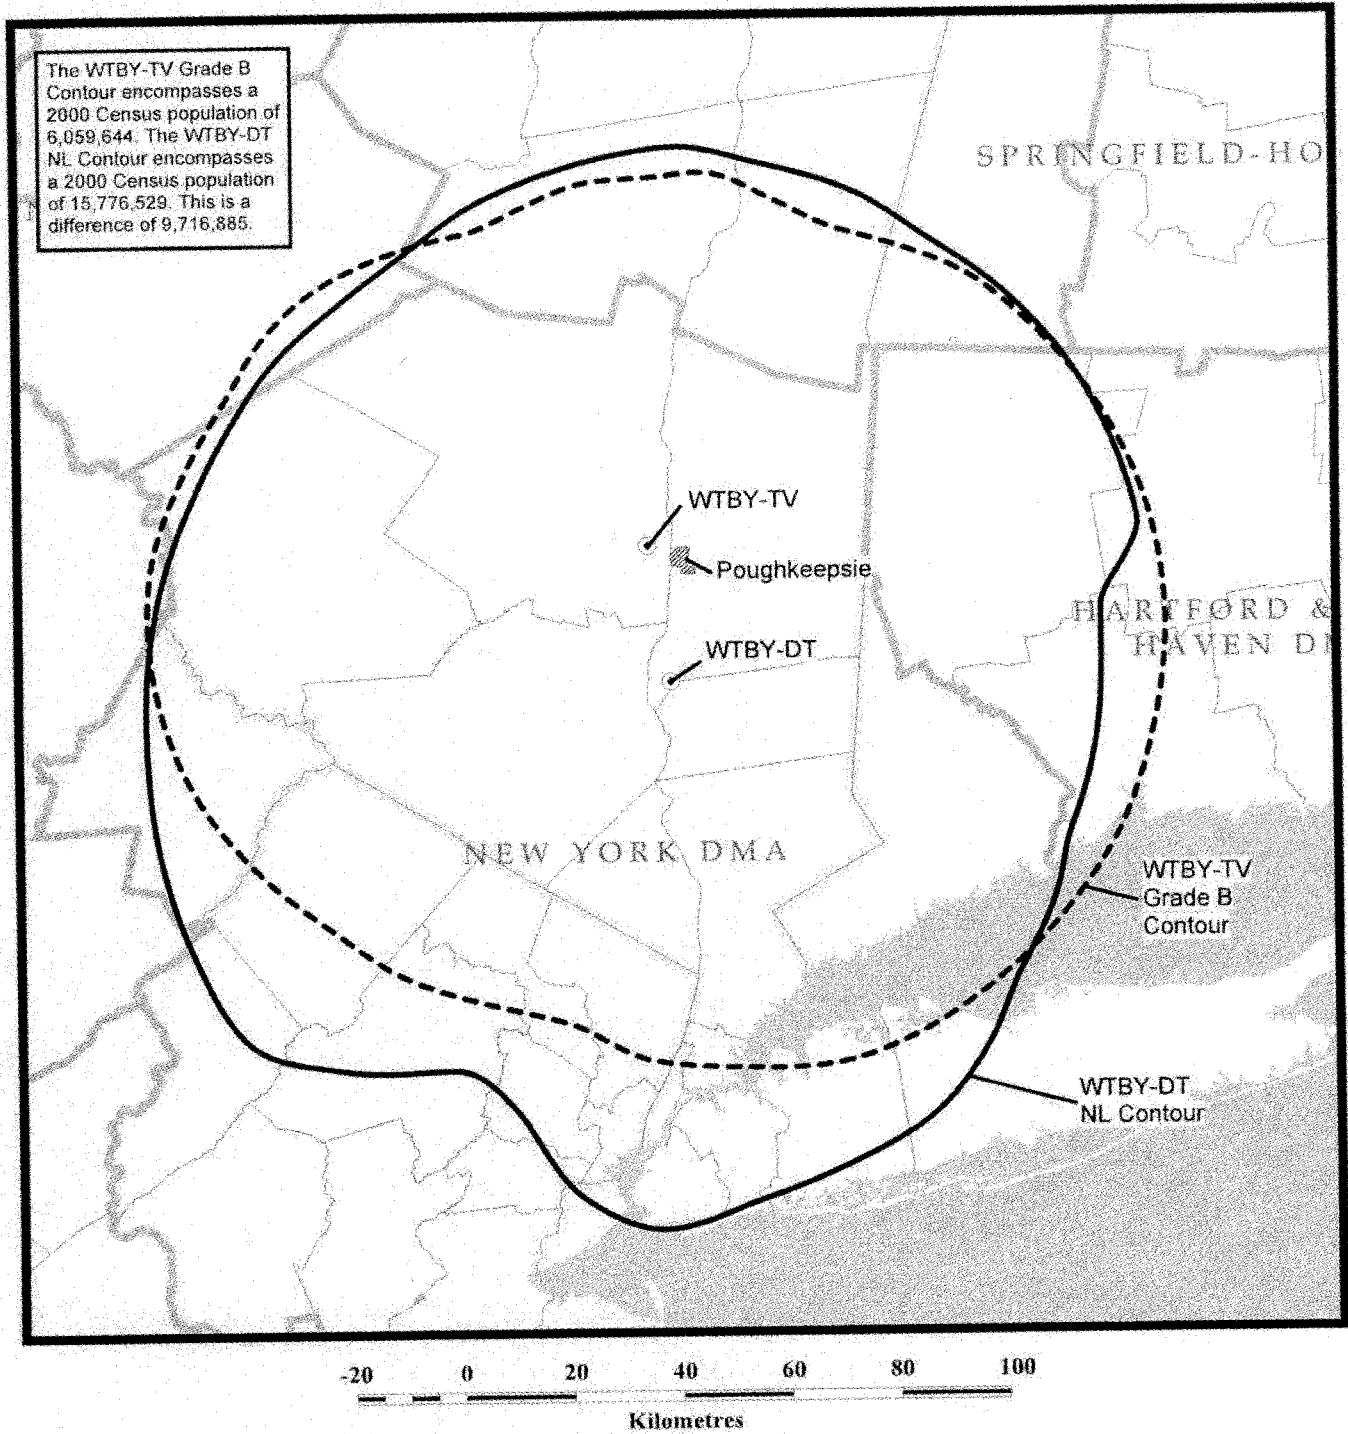 The WTBY-TV Grade B
Contour encompasses a
2000 Census population of
6,059,644. The WTBY-DT
NL Contour encompasses
a 2000 Census population
of 15,776,529. This is a
difference of 9,716,885.
SPRINGFIELD-HO
WTBY-TV
Poughkeepsie
HARTFORD &
HAVEN D
WTBY-DT
NEW YORK DMA
WTBY-TV
Grade B
Contour
WTBY-DT
NL Contour
-20 0 20 40 60 80 100
Kilometres